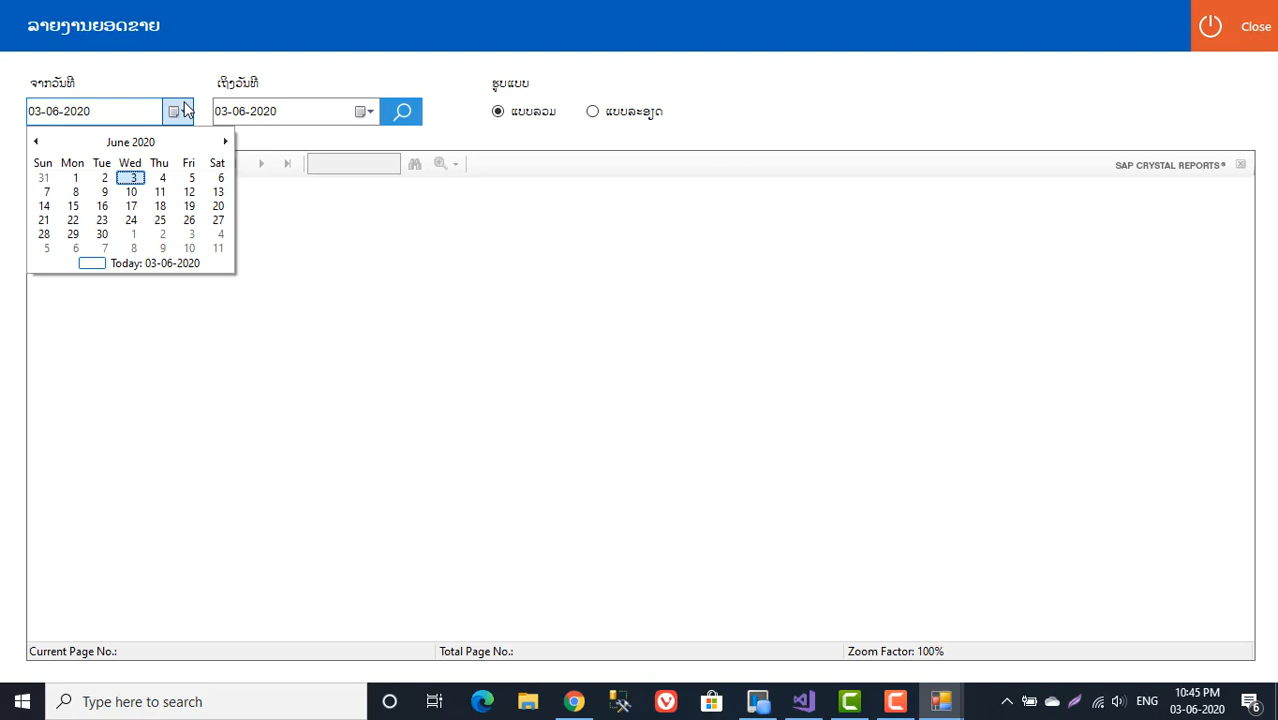 ລາຍງານຍອດຂາຍ
Close
ຈາກວັນທີ
ເຖິງວັນທີ
ຮູບແບບ
03-06-2020
03-06-2020
ແບບລວມ
ແບບລະອຽດ
June 2020
Sun Mon Tue Wed Thu Fri Sat
31 1 2 3 4 5 6
7 8 9 10 11 12 13
14 15 16 17 18 19 20
21 22 23 24 25 26 27
28 29 30 1 2 3 4
5 6 7 8 9 10 11
Today: 03-06-2020
SAP CRYSTAL REPORTS®
Current Page No.:
Total Page No.:
Zoom Factor: 100%
Type here to search
ENG
10:45 PM
03-06-2020
6